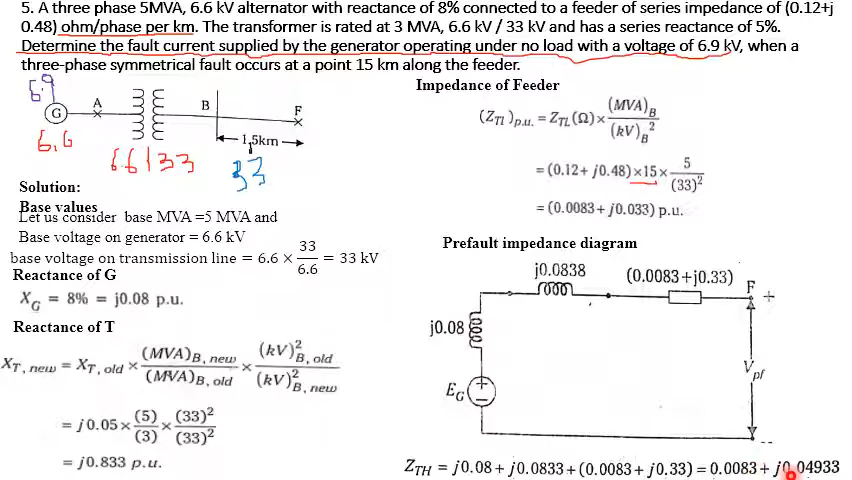 5. A three phase 5MVA, 6.6 kV alternator with reactance of 8% connected to a feeder of series impedance of (0.12+j
0.48) ohm/phase per km. The transformer is rated at 3 MVA, 6.6 kV / 33 kV and has a series reactance of 5%.
Determine the fault current supplied by the generator operating under no load with a voltage of 6.9 kV, when a
three-phase symmetrical fault occurs at a point 15 km along the feeder.
6.9
G A B F
1,5km
6.6
6.6/33
33
Solution:
Base values
Let us consider base MVA =5 MVA and
Base voltage on generator = 6.6 kV
base voltage on transmission line = 6.6 × 33/6.6 = 33 kV
Reactance of G
X_G = 8% = j0.08 p.u.
Reactance of T
X_T, new = X_T, old × (MVA)_B, new/(MVA)_B, old × (kV)²_B, old/(kV)²_B, new
= j0.05 × (5)/(3) × (33)²/(33)²
= j0.833 p.u.
Impedance of Feeder
(Z_Tl)_p.u. = Z_TL(Ω) × (MVA)_B/(kV)_B²
= (0.12 + j0.48) × 15 × 5/(33)²
= (0.0083 + j0.033) p.u.
Prefault impedance diagram
j0.0838
(0.0083+j0.33)
F +
j0.08
E_G + −
V_pf
--
Z_TH = j0.08 + j0.0833 + (0.0083 + j0.33) = 0.0083 + j0.04933